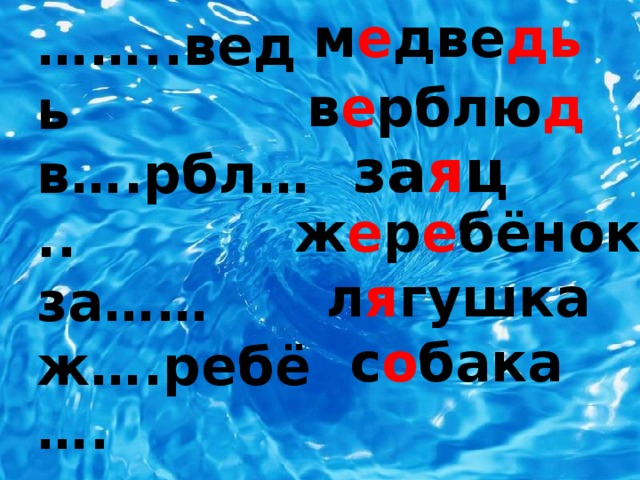 ……..вед
ь
в….рбл…
..
за……
ж….ребё
….
медведь
верблюд
заяц
жеребёнок
лягушка
собака